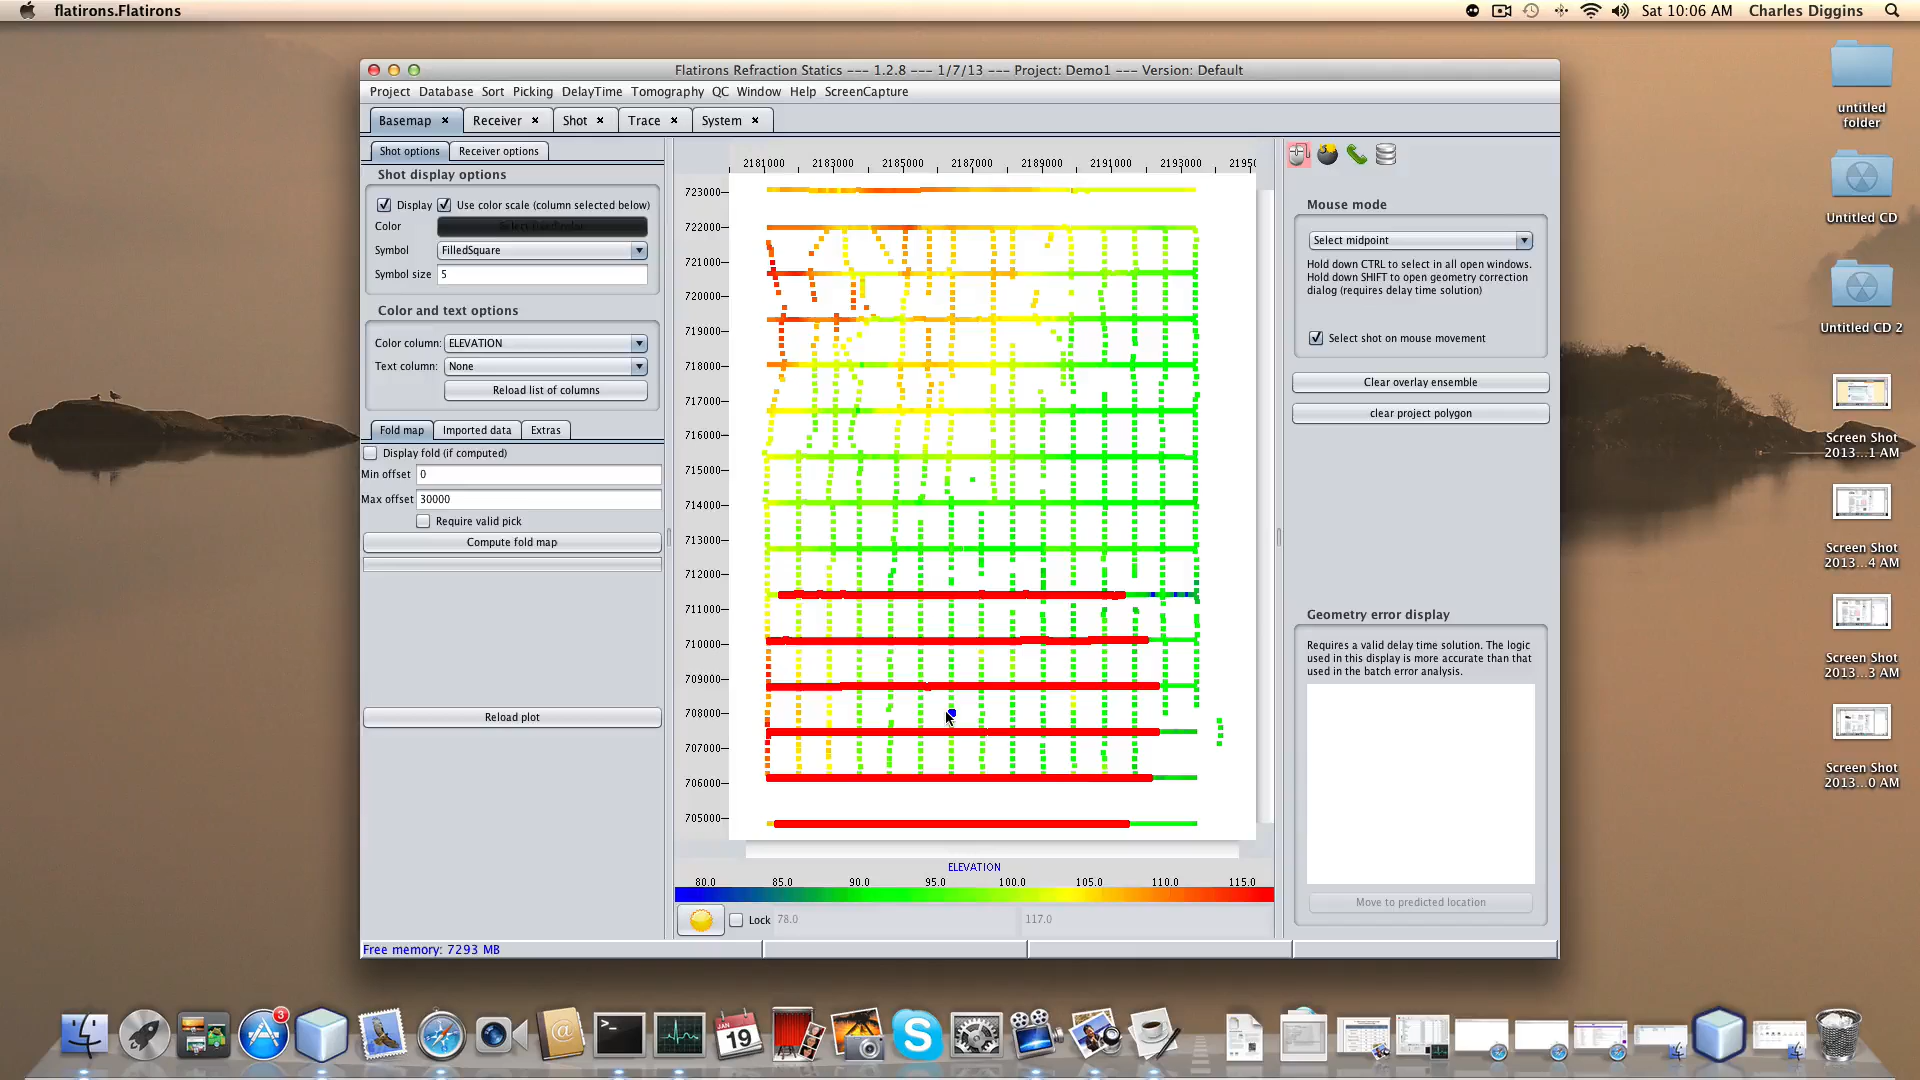 flatirons.Flatirons
Sat 10:06 AM Charles Diggins
Flatirons Refraction Statics --- 1.2.8 --- 1/7/13 --- Project: Demo1 --- Version: Default
Project Database Sort Picking DelayTime Tomography QC Window Help ScreenCapture
Basemap Receiver Shot Trace System
Shot options Receiver options
Shot display options
Display Use color scale (column selected below)
Color
Symbol FilledSquare
Symbol size 5
Color and text options
Color column: ELEVATION
Text column: None
Reload list of columns
Fold map Imported data Extras
Display fold (if computed)
Min offset 0
Max offset 30000
Require valid pick
Compute fold map
Reload plot
Free memory: 7293 MB
2181000 2183000 2185000 2187000 2189000 2191000 2193000 21950
723000
722000
721000
720000
719000
718000
717000
716000
715000
714000
713000
712000
711000
710000
709000
708000
707000
706000
705000
ELEVATION
80.0 85.0 90.0 95.0 100.0 105.0 110.0 115.0
Lock 78.0 117.0
Mouse mode
Select midpoint
Hold down CTRL to select in all open windows.
Hold down SHIFT to open geometry correction
dialog (requires delay time solution)
Select shot on mouse movement
Clear overlay ensemble
clear project polygon
Geometry error display
Requires a valid delay time solution. The logic
used in this display is more accurate than that
used in the batch error analysis.
Move to predicted location
untitled
folder
Untitled CD
Untitled CD 2
Screen Shot
2013...1 AM
Screen Shot
2013...4 AM
Screen Shot
2013...3 AM
Screen Shot
2013...0 AM
3
JAN
19